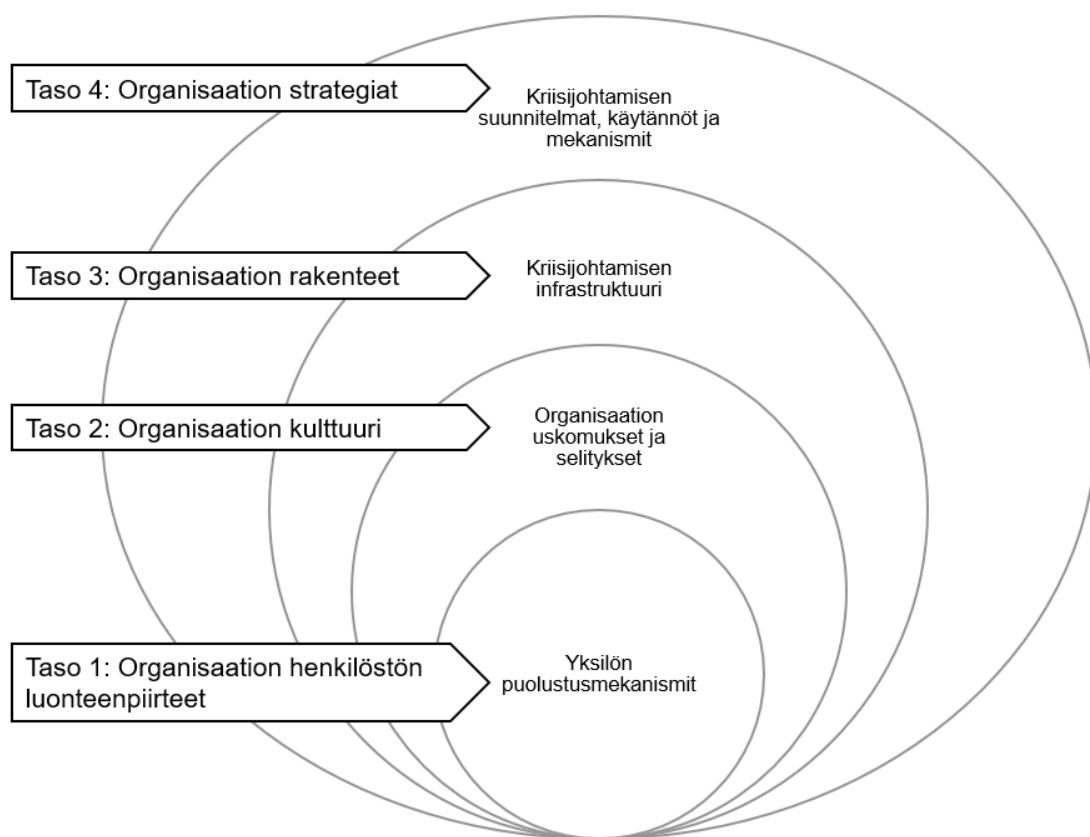 Taso 4: Organisaation strategiat
Kriisijohtamisen
suunnitelmat, käytännöt ja
mekanismit
Taso 3: Organisaation rakenteet
Kriisijohtamisen
infrastruktuuri
Taso 2: Organisaation kulttuuri
Organisaation
uskomukset ja
selitykset
Taso 1: Organisaation henkilöstön
luonteenpiirteet
Yksilön
puolustusmekanismit